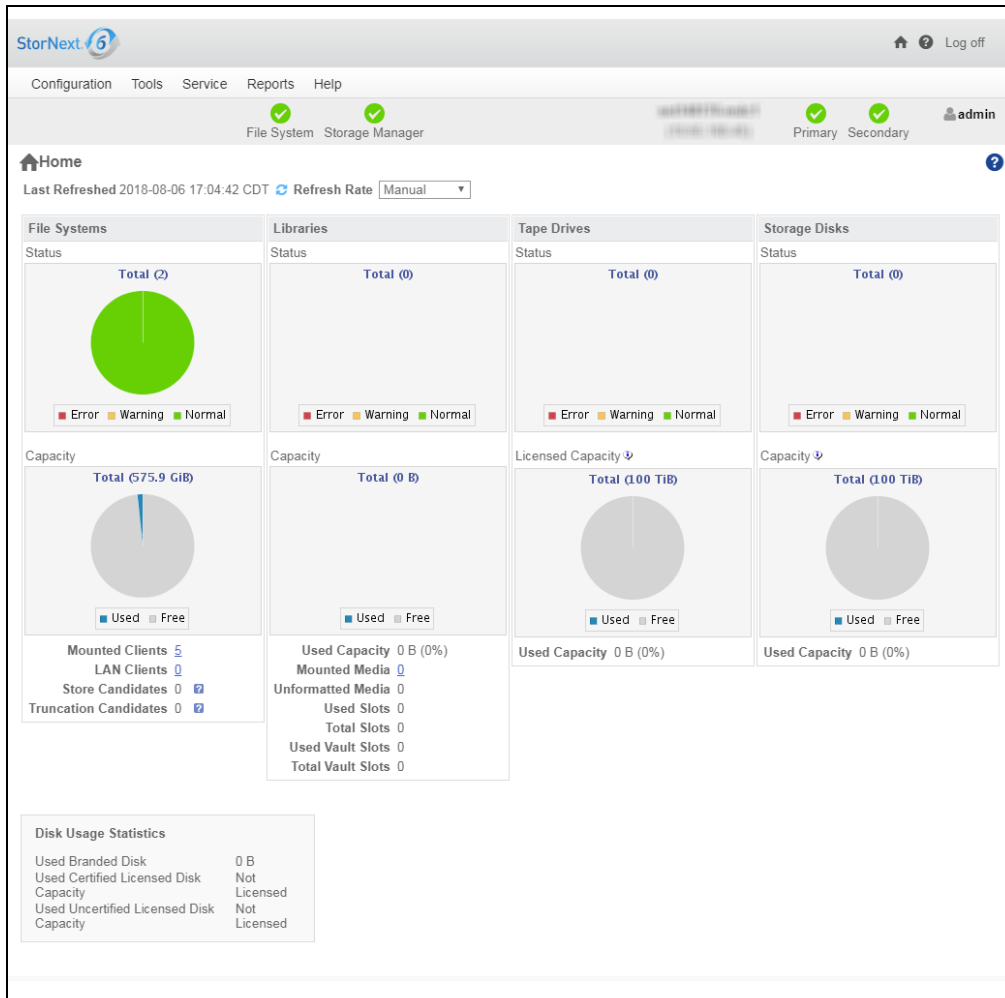 StorNext 6
Log off
Configuration Tools Service Reports Help
File System Storage Manager
Primary Secondary
admin
Home
Last Refreshed 2018-08-06 17:04:42 CDT Refresh Rate Manual
File Systems
Status
Total (2)
Error Warning Normal
Capacity
Total (575.9 GiB)
Used Free
Mounted Clients 5
LAN Clients 0
Store Candidates 0
Truncation Candidates 0
Libraries
Status
Total (0)
Error Warning Normal
Capacity
Total (0 B)
Used Free
Used Capacity 0 B (0%)
Mounted Media 0
Unformatted Media 0
Used Slots 0
Total Slots 0
Used Vault Slots 0
Total Vault Slots 0
Tape Drives
Status
Total (0)
Error Warning Normal
Licensed Capacity
Total (100 TiB)
Used Free
Used Capacity 0 B (0%)
Storage Disks
Status
Total (0)
Error Warning Normal
Capacity
Total (100 TiB)
Used Free
Used Capacity 0 B (0%)
Disk Usage Statistics
Used Branded Disk 0 B
Used Certified Licensed Disk Not
Capacity Licensed
Used Uncertified Licensed Disk Not
Capacity Licensed